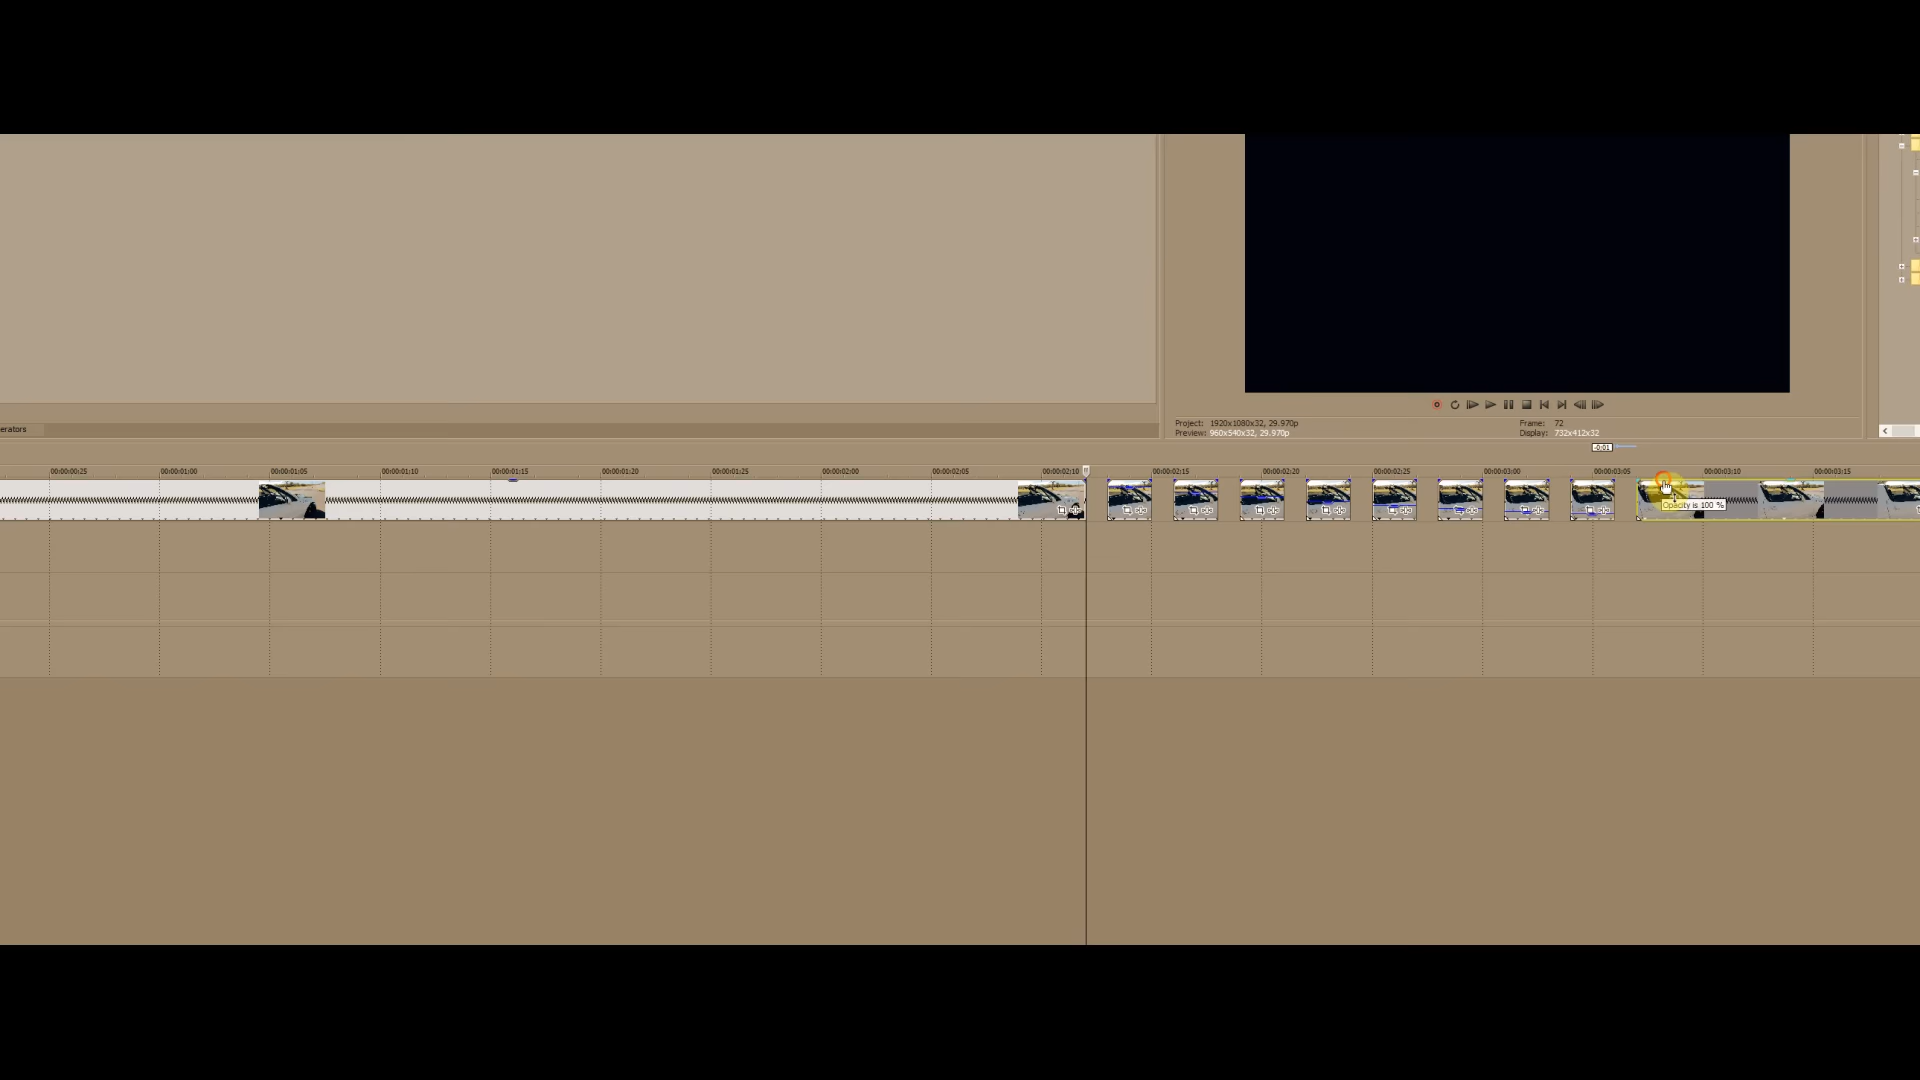 erators
Project: 1920x1080x32, 29.970p
Frame: 72
Preview: 960x540x32, 29.970p
Display: 732x412x32
-0:01
00:00:00:25 00:00:01:00 00:00:01:05 00:00:01:10 00:00:01:15 00:00:01:20 00:00:01:25 00:00:02:00 00:00:02:05 00:00:02:10 00:00:02:15 00:00:02:20 00:00:02:25 00:00:03:00 00:00:03:05 00:00:03:10 00:00:03:15
Opacity is 100 %